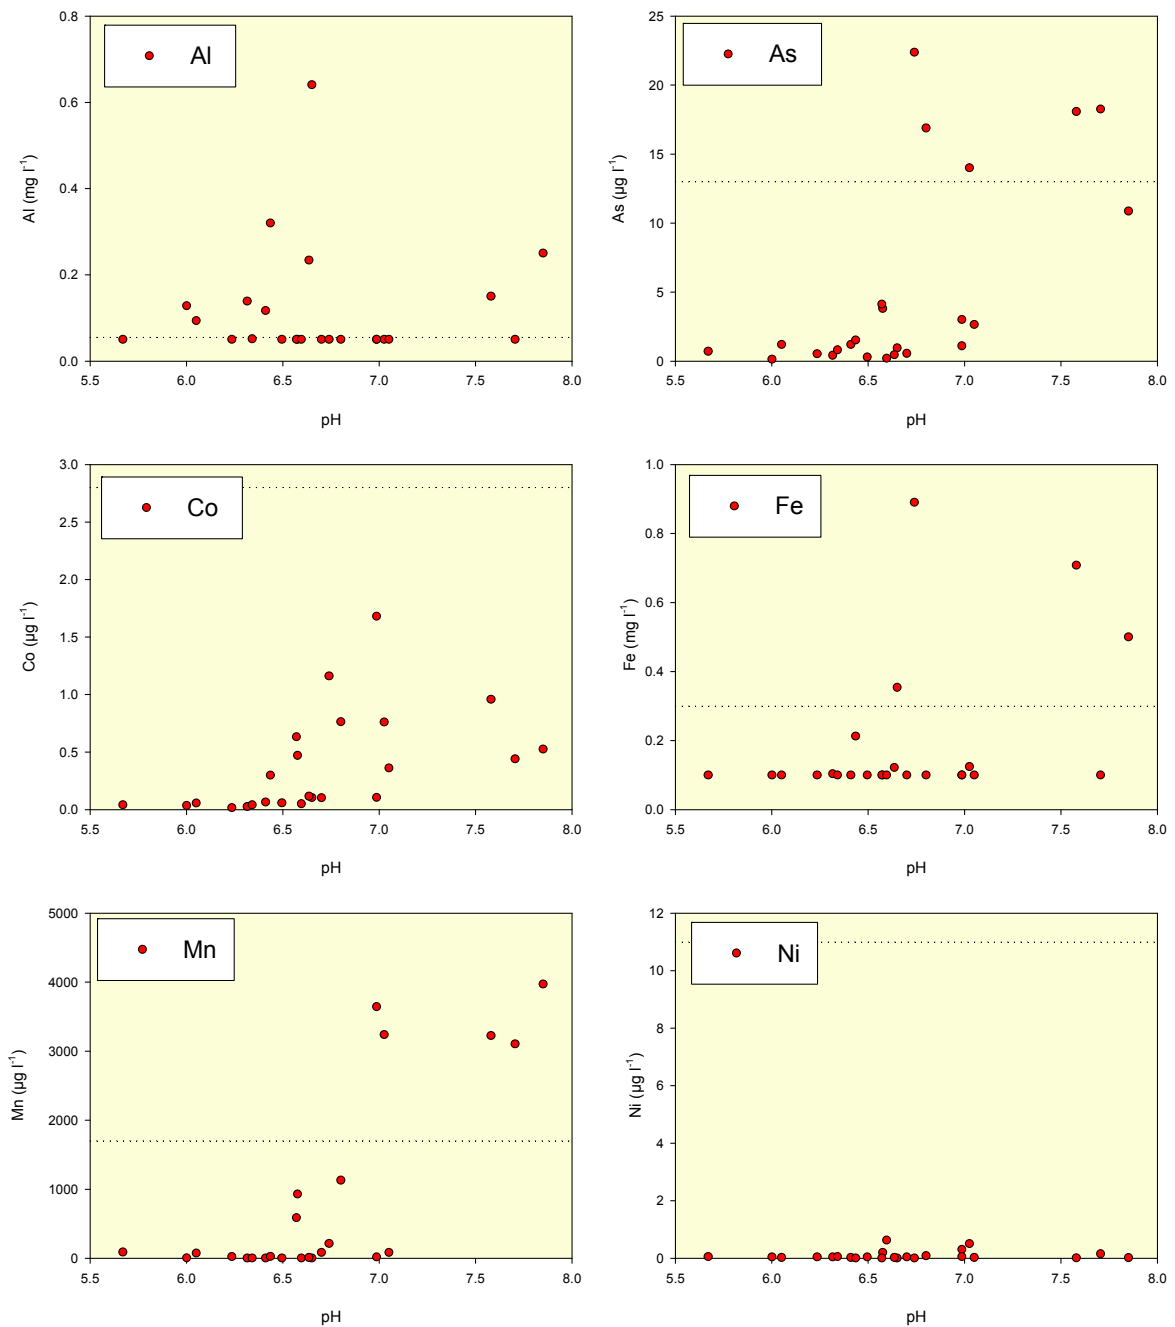 Al
Al (mg l-1)
0.8
0.6
0.4
0.2
0.0
5.5 6.0 6.5 7.0 7.5 8.0
pH
As
As (µg l-1)
25
20
15
10
5
0
5.5 6.0 6.5 7.0 7.5 8.0
pH
Co
Co (µg l-1)
3.0
2.5
2.0
1.5
1.0
0.5
0.0
5.5 6.0 6.5 7.0 7.5 8.0
pH
Fe
Fe (mg l-1)
1.0
0.8
0.6
0.4
0.2
0.0
5.5 6.0 6.5 7.0 7.5 8.0
pH
Mn
Mn (µg l-1)
5000
4000
3000
2000
1000
0
5.5 6.0 6.5 7.0 7.5 8.0
pH
Ni
Ni (µg l-1)
12
10
8
6
4
2
0
5.5 6.0 6.5 7.0 7.5 8.0
pH